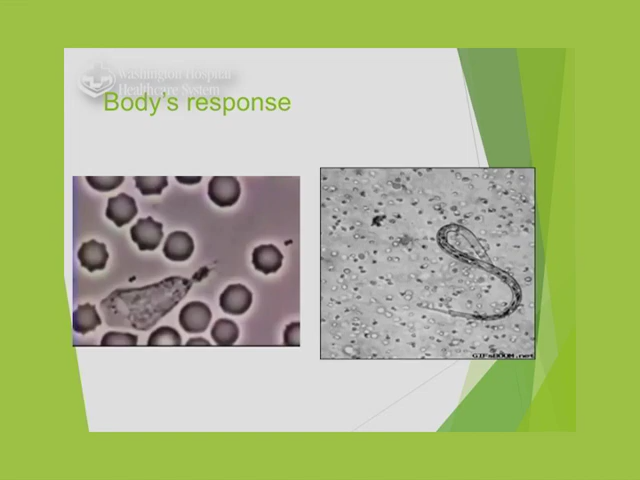 Washington Hospital
Healthcare System
Body's response
GIFsBOOM.net